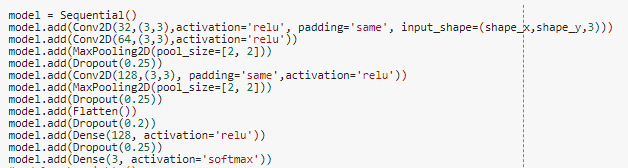 model = Sequential()
model.add(Conv2D(32,(3,3),activation='relu', padding='same', input_shape=(shape_x,shape_y,3)))
model.add(Conv2D(64,(3,3),activation='relu'))
model.add(MaxPooling2D(pool_size=[2, 2]))
model.add(Dropout(0.25))
model.add(Conv2D(128,(3,3), padding='same',activation='relu'))
model.add(MaxPooling2D(pool_size=[2, 2]))
model.add(Dropout(0.25))
model.add(Flatten())
model.add(Dropout(0.2))
model.add(Dense(128, activation='relu'))
model.add(Dropout(0.25))
model.add(Dense(3, activation='softmax'))